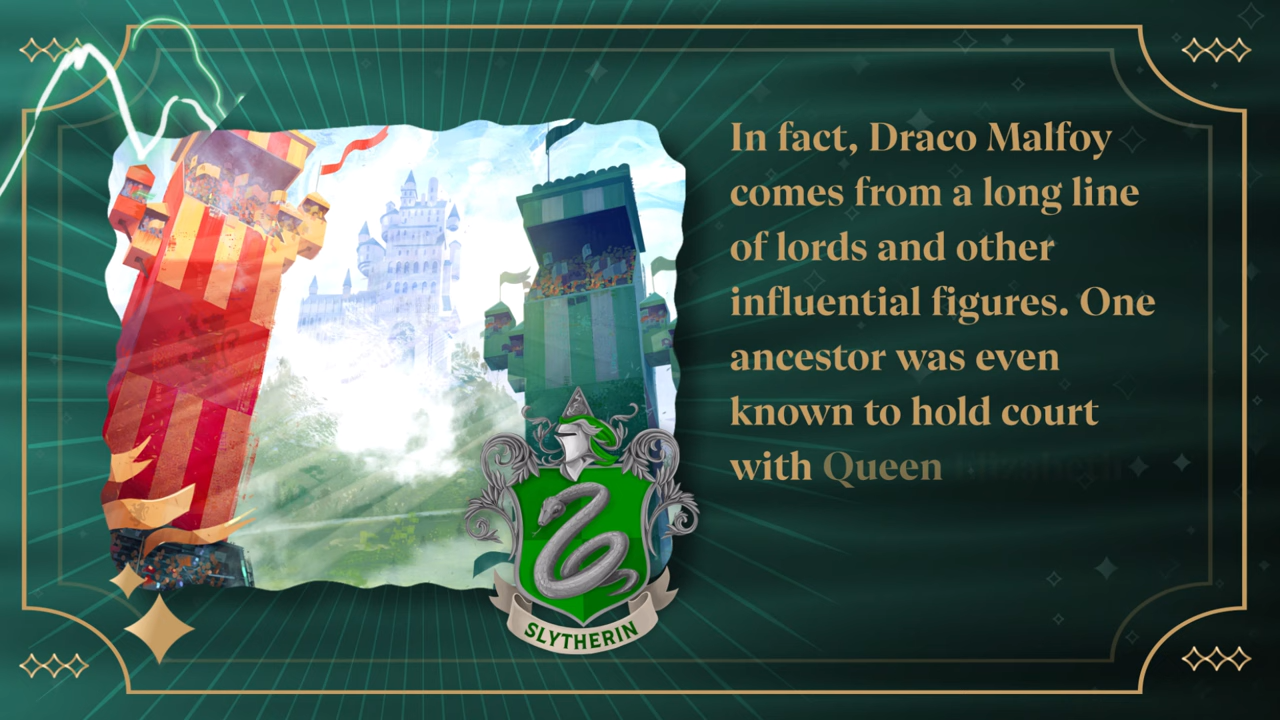 In fact, Draco Malfoy
comes from a long line
of lords and other
influential figures. One
ancestor was even
known to hold court
with Queen Elizabeth
SLYTHERIN